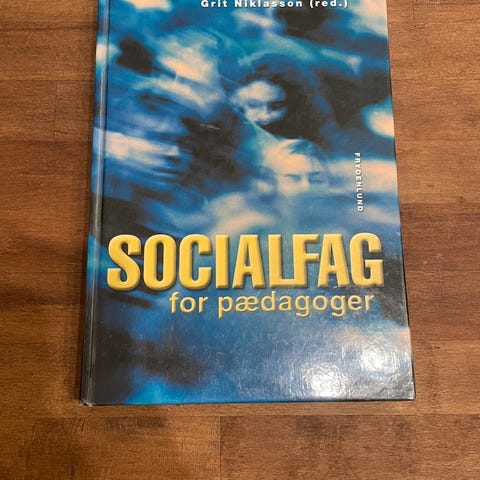 Grit Niklasson (red.)
FRYDENLUND
SOCIALFAG
for pædagoger